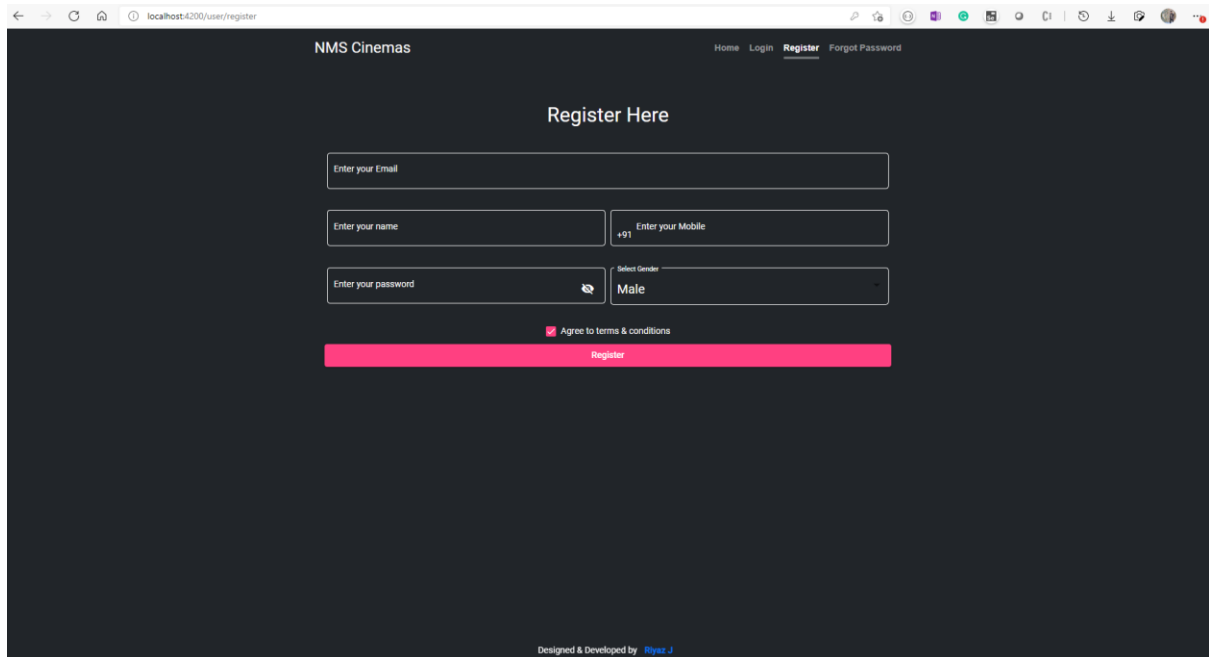 localhost:4200/user/register
NMS Cinemas
Home Login Register Forgot Password
Register Here
Enter your Email
Enter your name
+91 Enter your Mobile
Enter your password
Select Gender
Male
Agree to terms & conditions
Register
Designed & Developed by Riyaz J